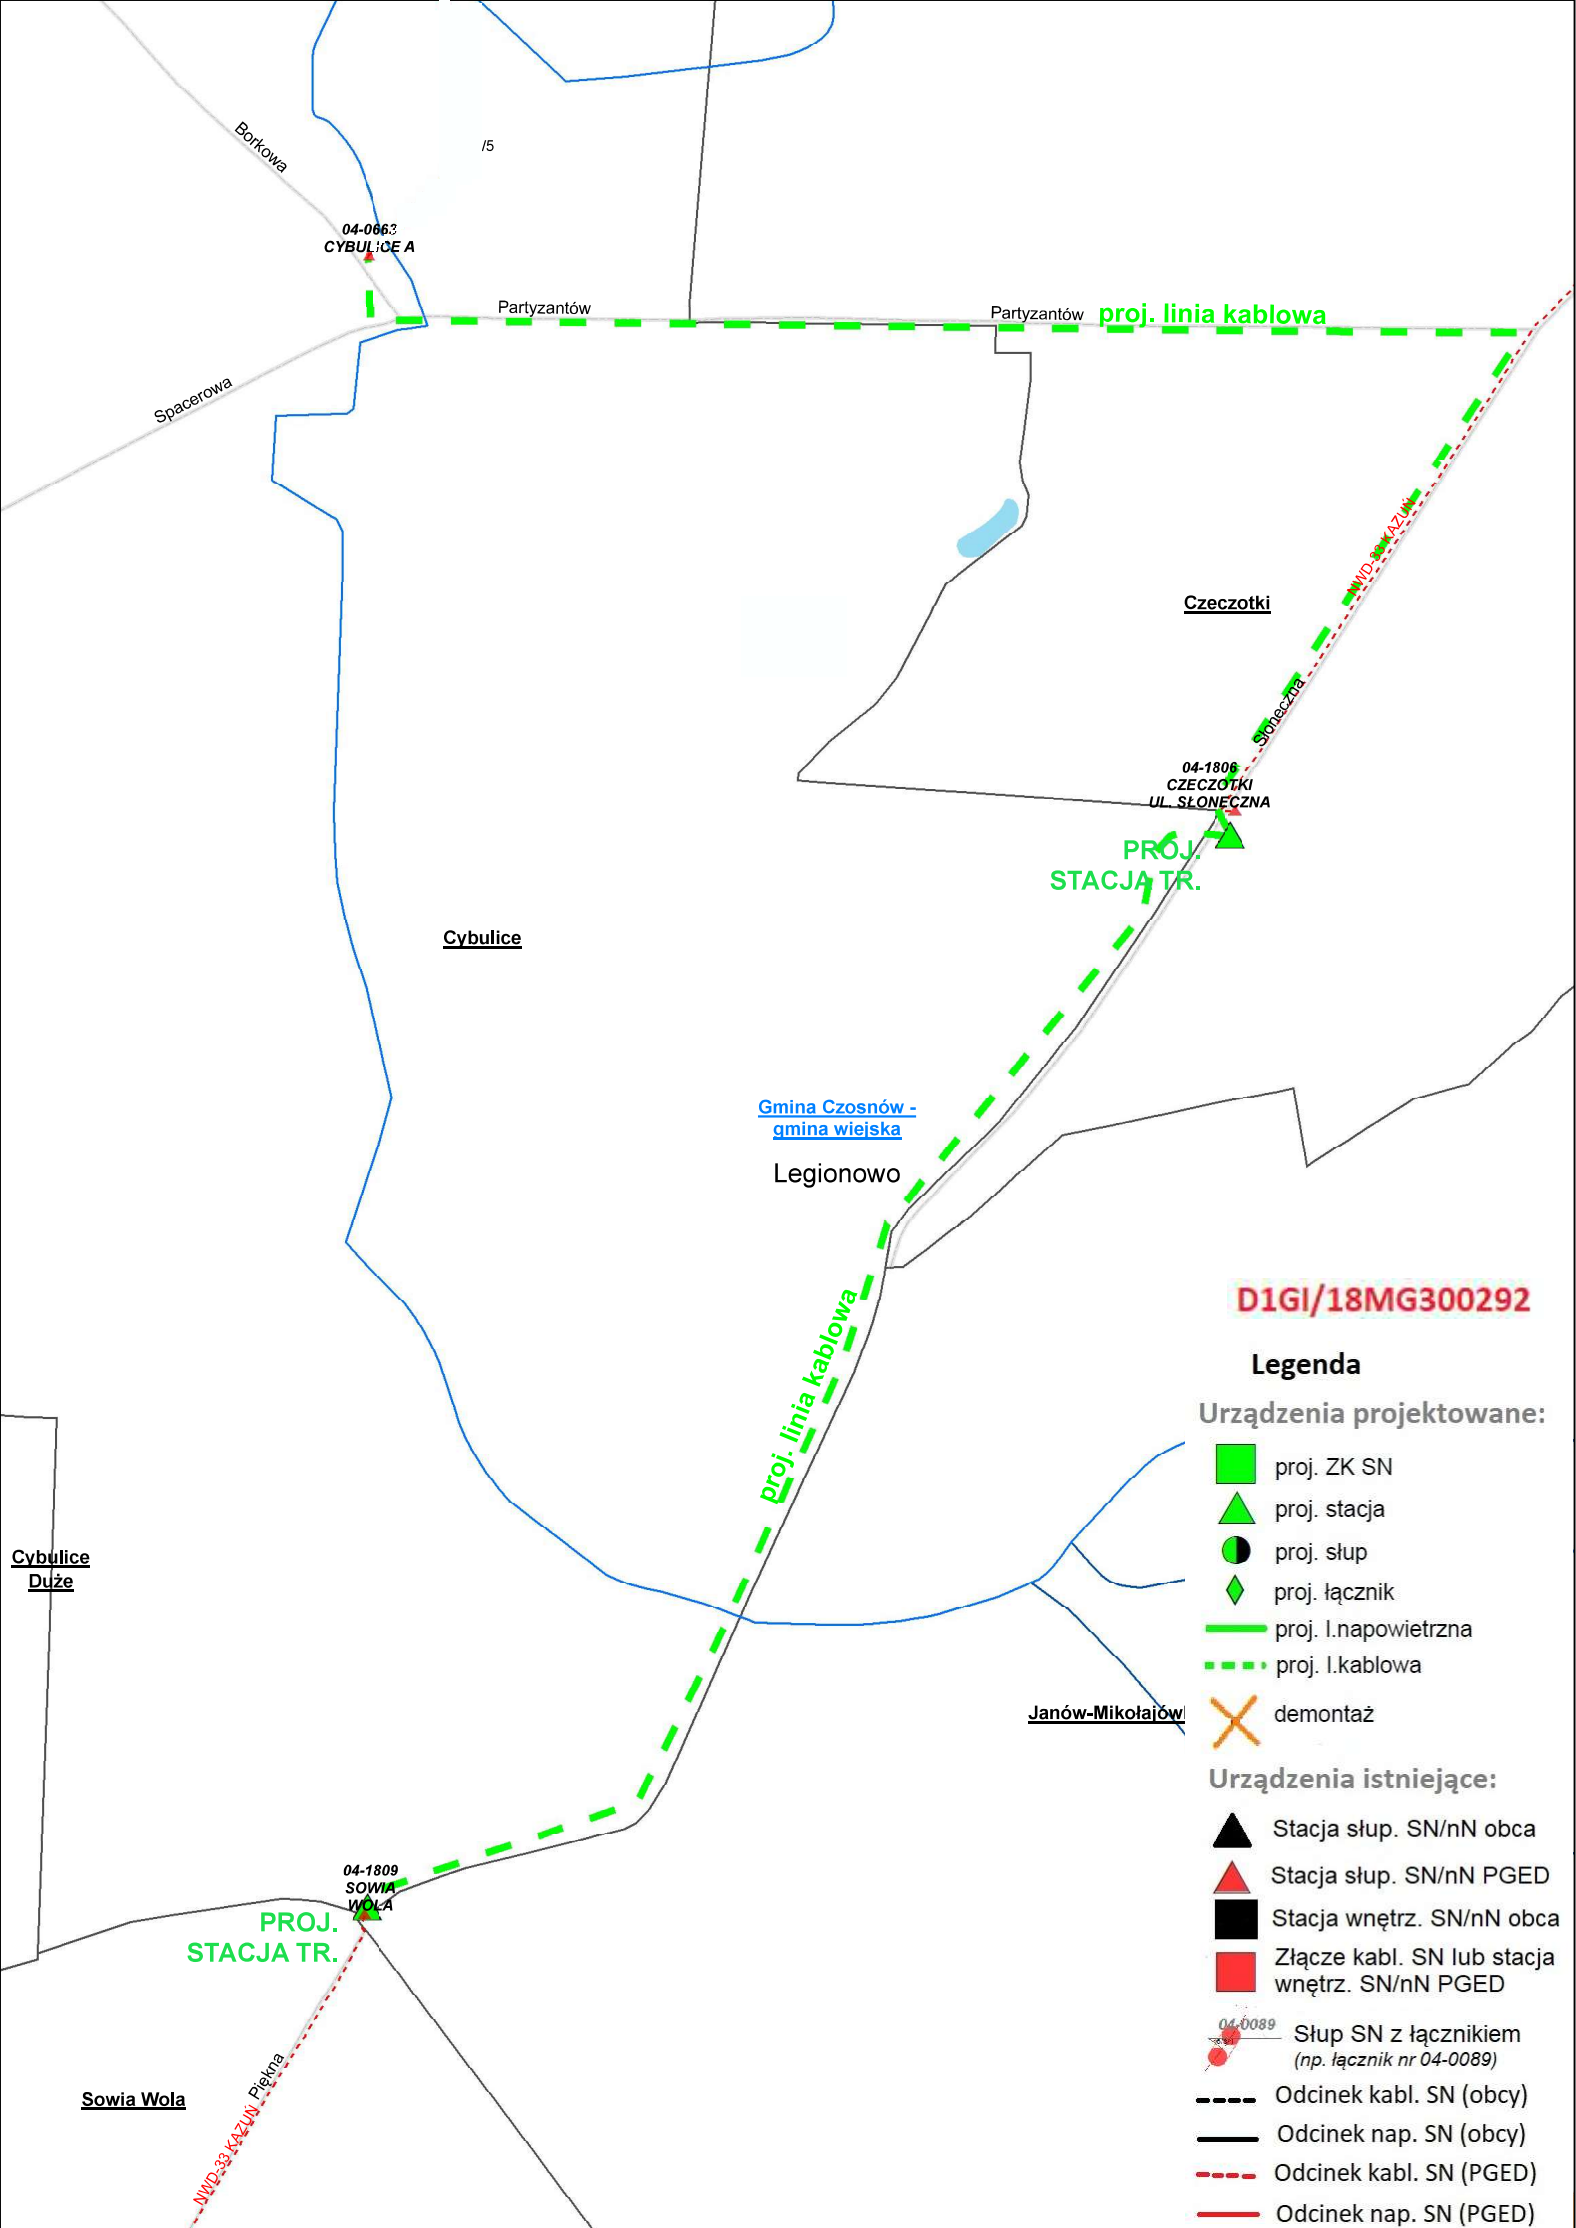 Borkowa
/5
04-0663
CYBULICE A
Partyzantów
Partyzantów
proj. linia kablowa
Spacerowa
NWD-33 KAZUŃ
Czeczotki
Słoneczna
04-1806
CZECZOTKI
UL. SŁONECZNA
PROJ.
STACJA TR.
Cybulice
Gmina Czosnów -
gmina wiejska
Legionowo
proj. linia kablowa
D1GI/18MG300292
Legenda
Urządzenia projektowane:
proj. ZK SN
proj. stacja
proj. słup
proj. łącznik
proj. l.napowietrzna
proj. l.kablowa
demontaż
Cybulice
Duże
Janów-Mikołajów
Urządzenia istniejące:
Stacja słup. SN/nN obca
Stacja słup. SN/nN PGED
Stacja wnętrz. SN/nN obca
Złącze kabl. SN lub stacja
wnętrz. SN/nN PGED
04-0089
Słup SN z łącznikiem
(np. łącznik nr 04-0089)
Odcinek kabl. SN (obcy)
Odcinek nap. SN (obcy)
Odcinek kabl. SN (PGED)
Odcinek nap. SN (PGED)
04-1809
SOWIA
WOLA
PROJ.
STACJA TR.
Piękna
NWD-33 KAZUŃ
Sowia Wola